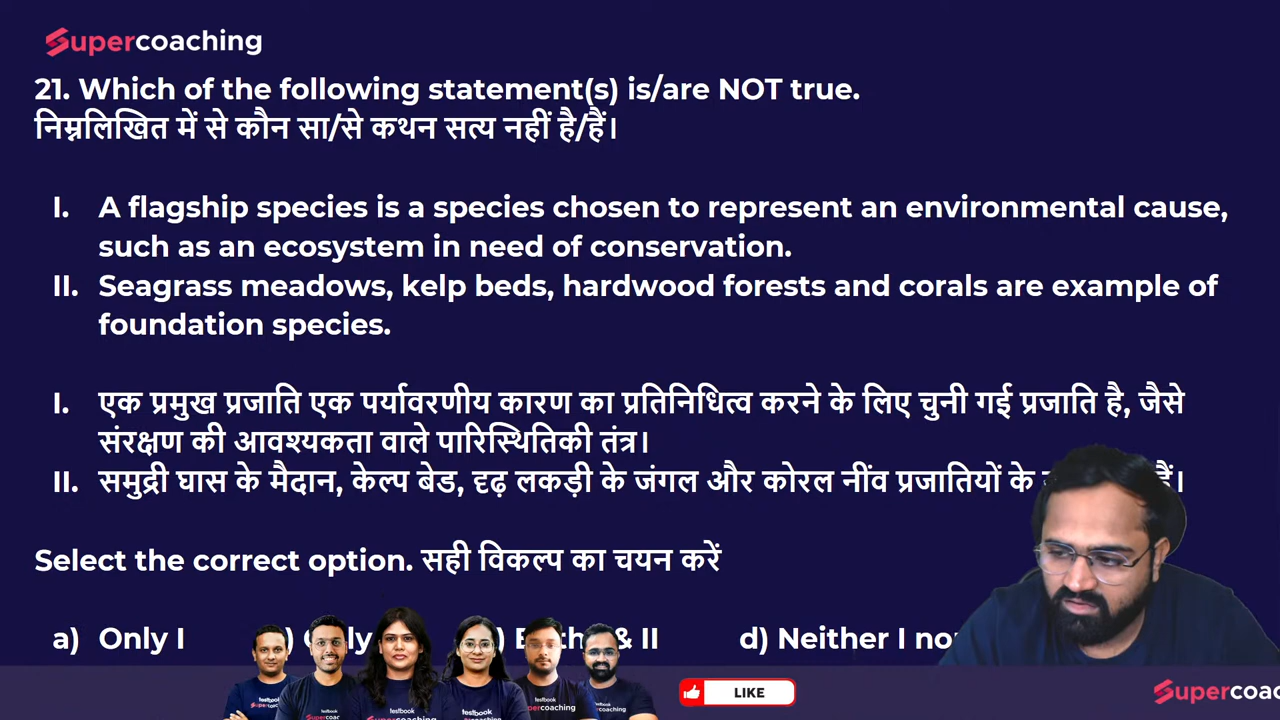 Supercoaching
21. Which of the following statement(s) is/are NOT true.
निम्नलिखित में से कौन सा/से कथन सत्य नहीं है/हैं।
I. A flagship species is a species chosen to represent an environmental cause,
such as an ecosystem in need of conservation.
II. Seagrass meadows, kelp beds, hardwood forests and corals are example of
foundation species.
I. एक प्रमुख प्रजाति एक पर्यावरणीय कारण का प्रतिनिधित्व करने के लिए चुनी गई प्रजाति है, जैसे
संरक्षण की आवश्यकता वाले पारिस्थितिकी तंत्र।
II. समुद्री घास के मैदान, केल्प बेड, दृढ़ लकड़ी के जंगल और कोरल नींव प्रजातियों के हैं।
Select the correct option. सही विकल्प का चयन करें
a) Only I & II d) Neither I
LIKE